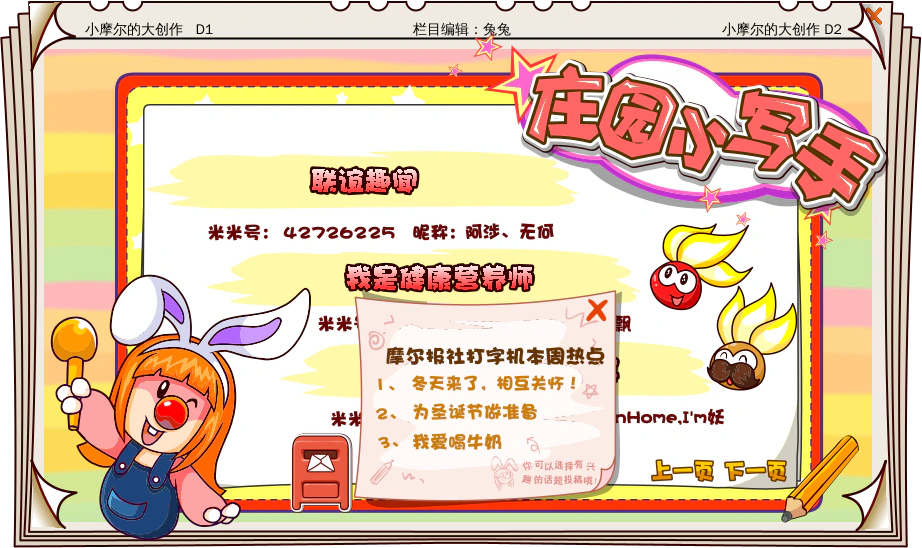 小摩尔的大创作 D1
栏目编辑：兔兔
小摩尔的大创作 D2
庄园小写手
联谊趣闻
米米号： 42726225 昵称：阿涉、无何
我是健康营养师
米米
飘
摩尔报社打字机本周热点
1、 冬天来了，相互关怀！
2、 为圣诞节做准备
3、 我爱喝牛奶
米米
nHome,I'm妖
你可以选择有兴
趣的话题投稿哦！
上一页 下一页